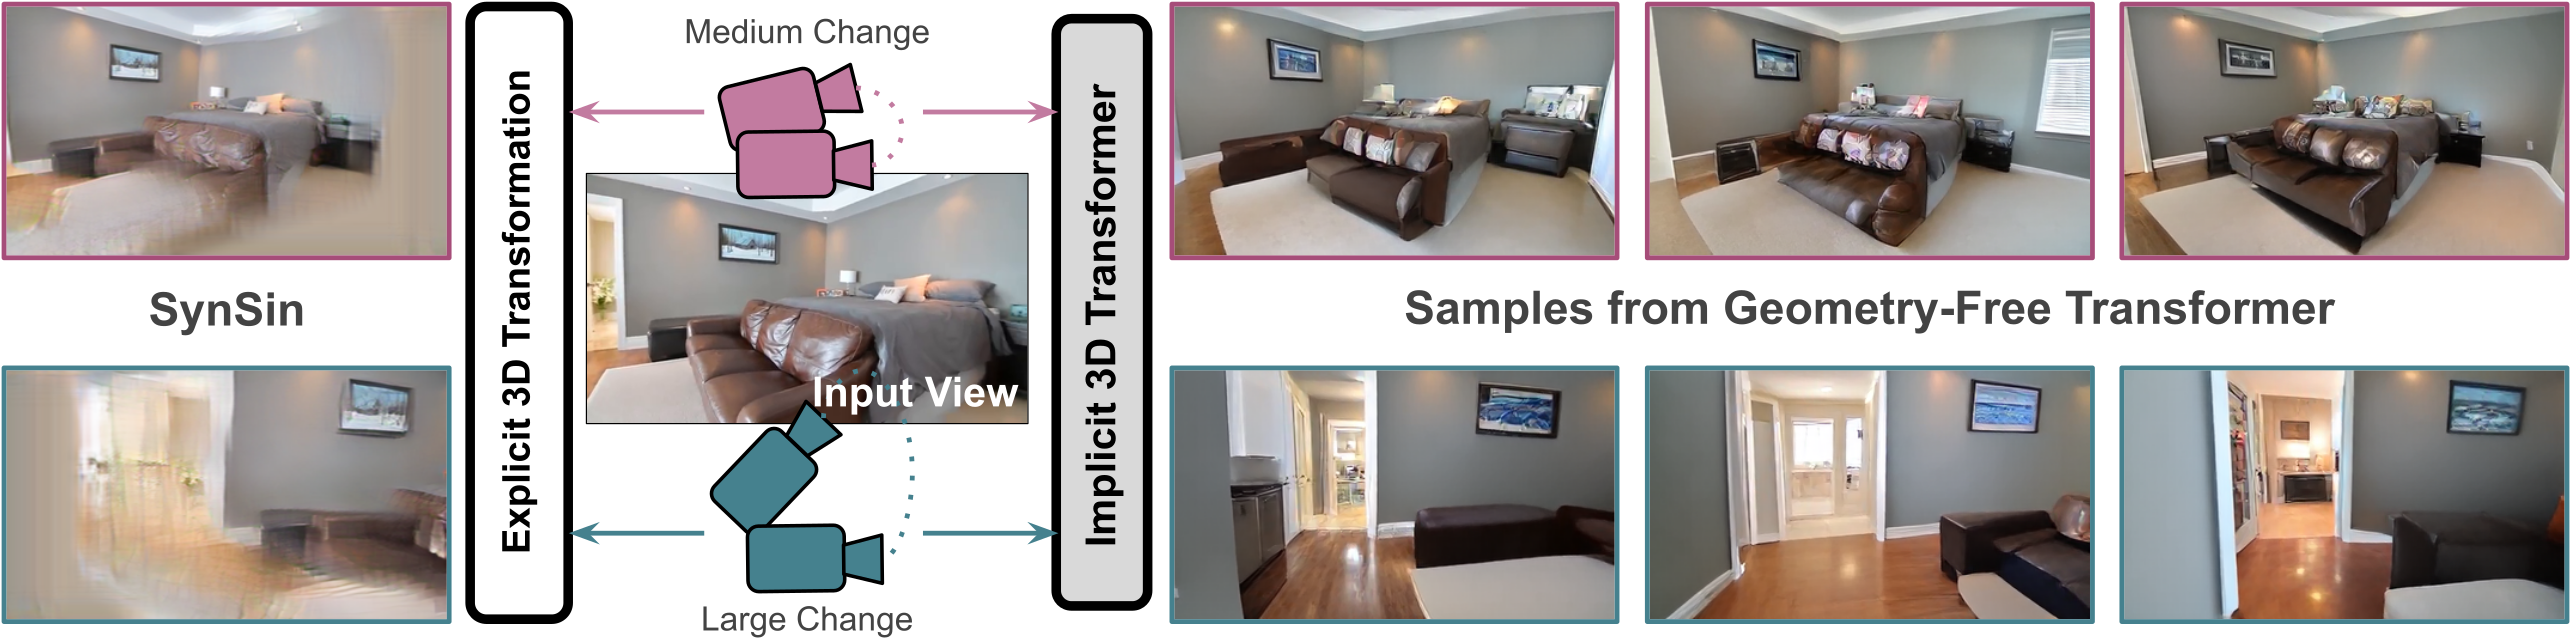 SynSin
Explicit 3D Transformation
Medium Change
Input View
Large Change
Implicit 3D Transformer
Samples from Geometry-Free Transformer